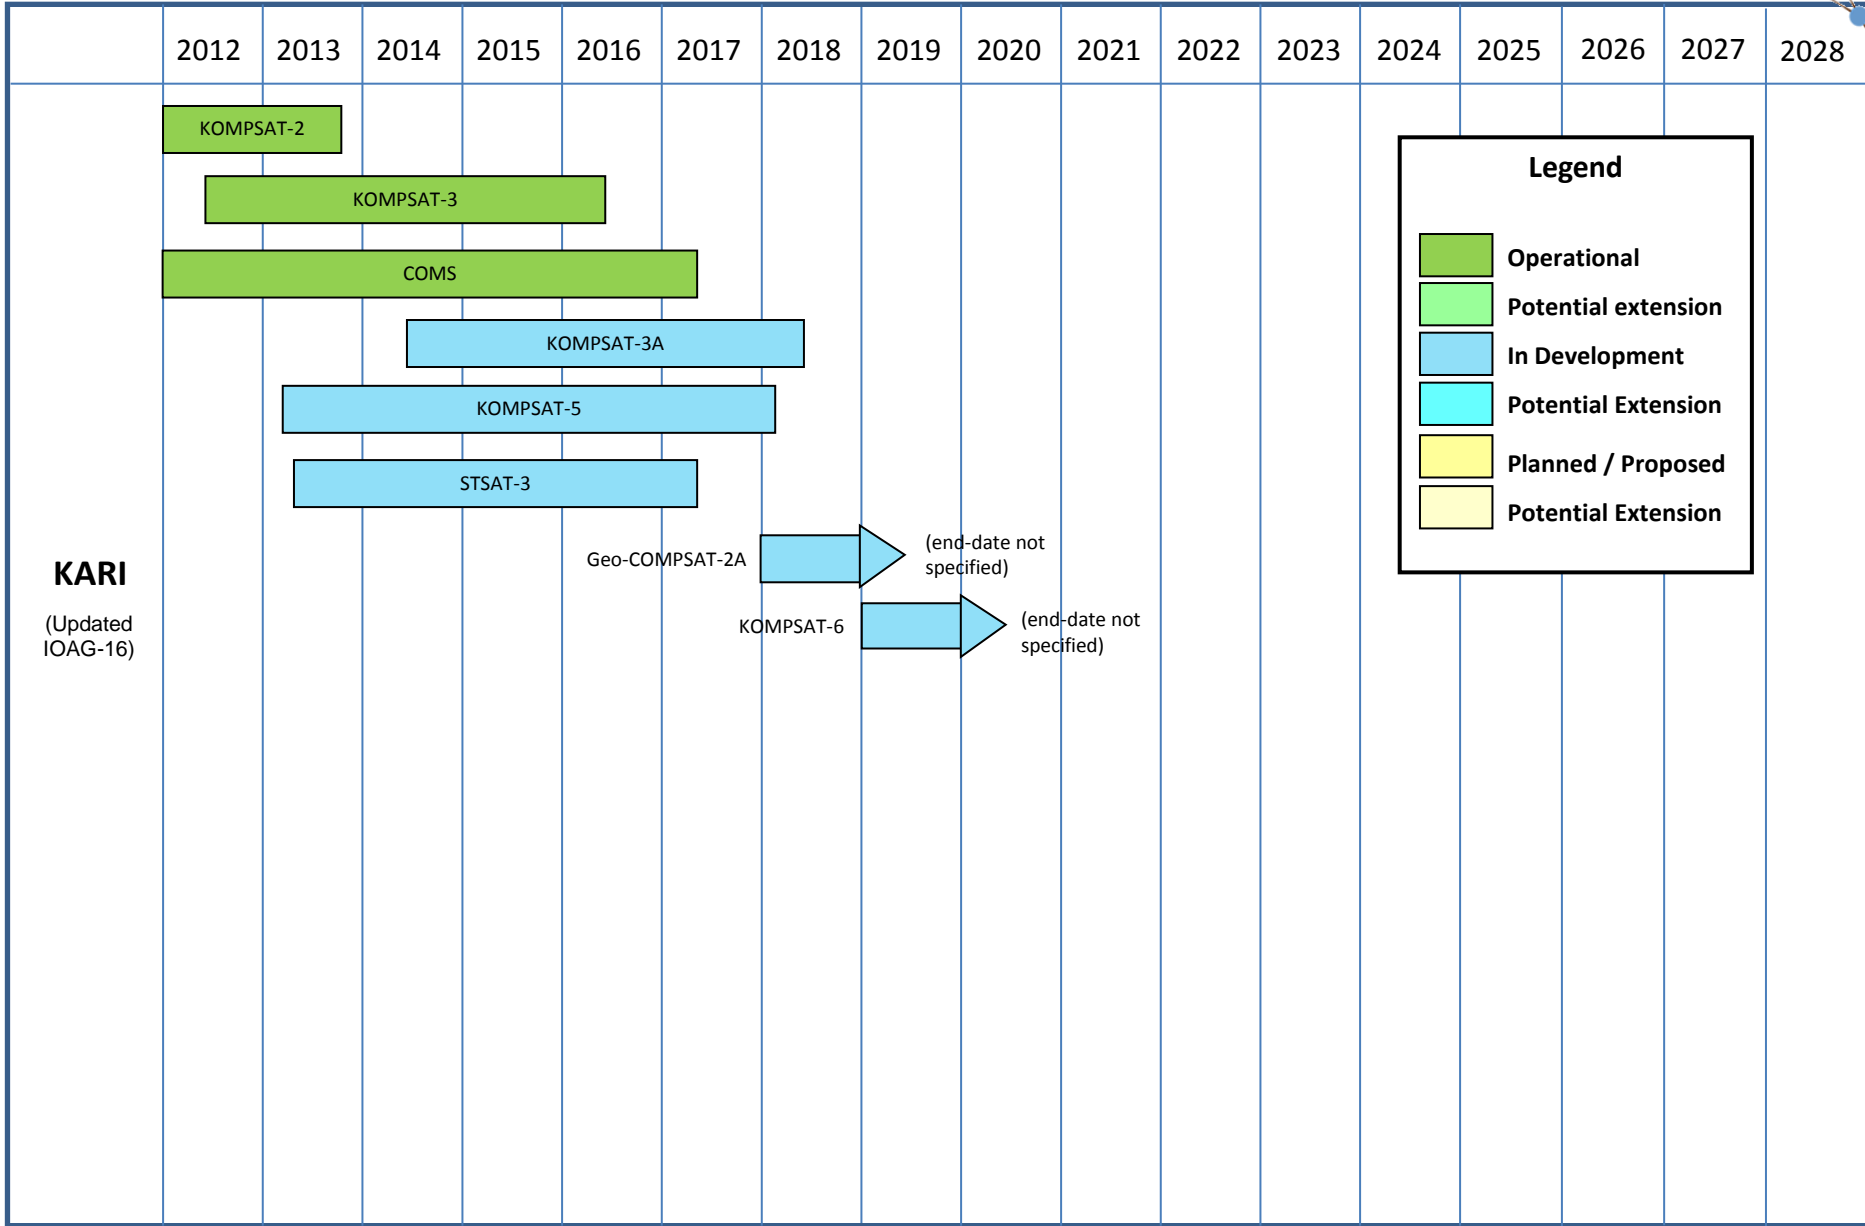 2012 2013 2014 2015 2016 2017 2018 2019 2020 2021 2022 2023 2024 2025 2026 2027 2028
KOMPSAT-2
KOMPSAT-3
COMS
KOMPSAT-3A
KOMPSAT-5
STSAT-3
Geo-COMPSAT-2A
(end-date not
specified)
KOMPSAT-6
(end-date not
specified)
KARI
(Updated
IOAG-16)
Legend
Operational
Potential extension
In Development
Potential Extension
Planned / Proposed
Potential Extension